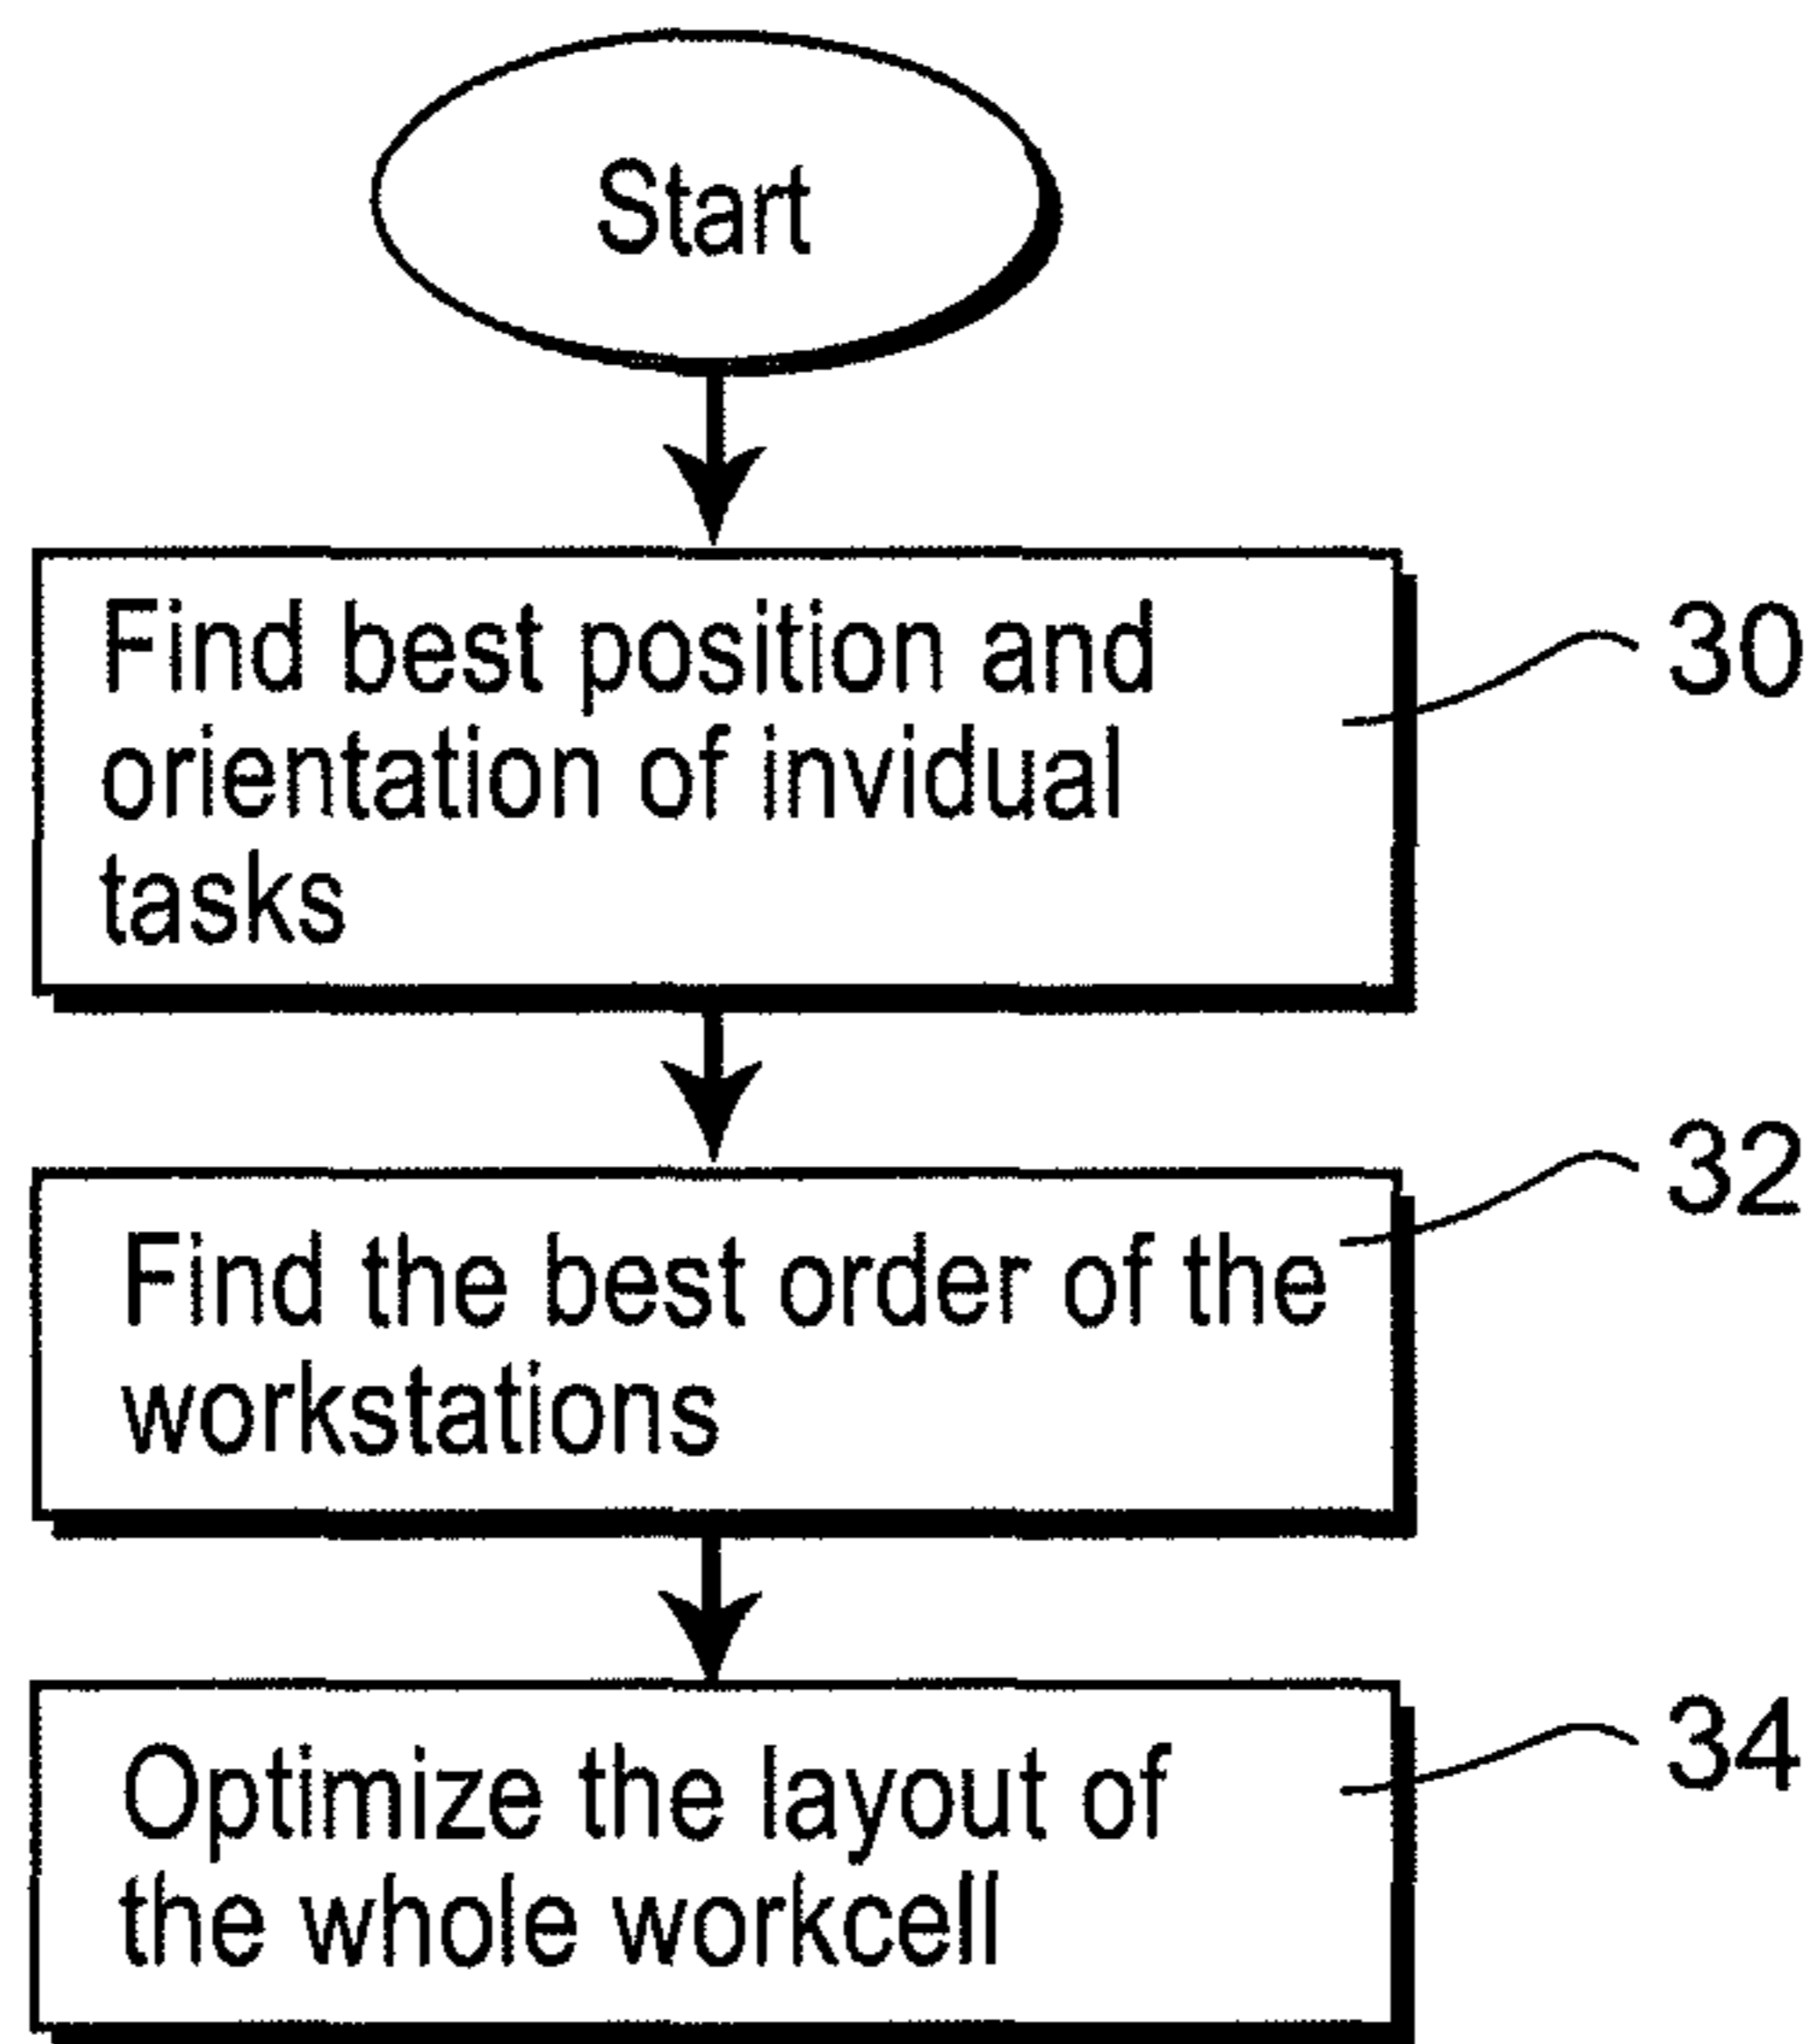 Start
Find best position and
orientation of invidual
tasks
30
Find the best order of the
workstations
32
Optimize the layout of
the whole workcell
34